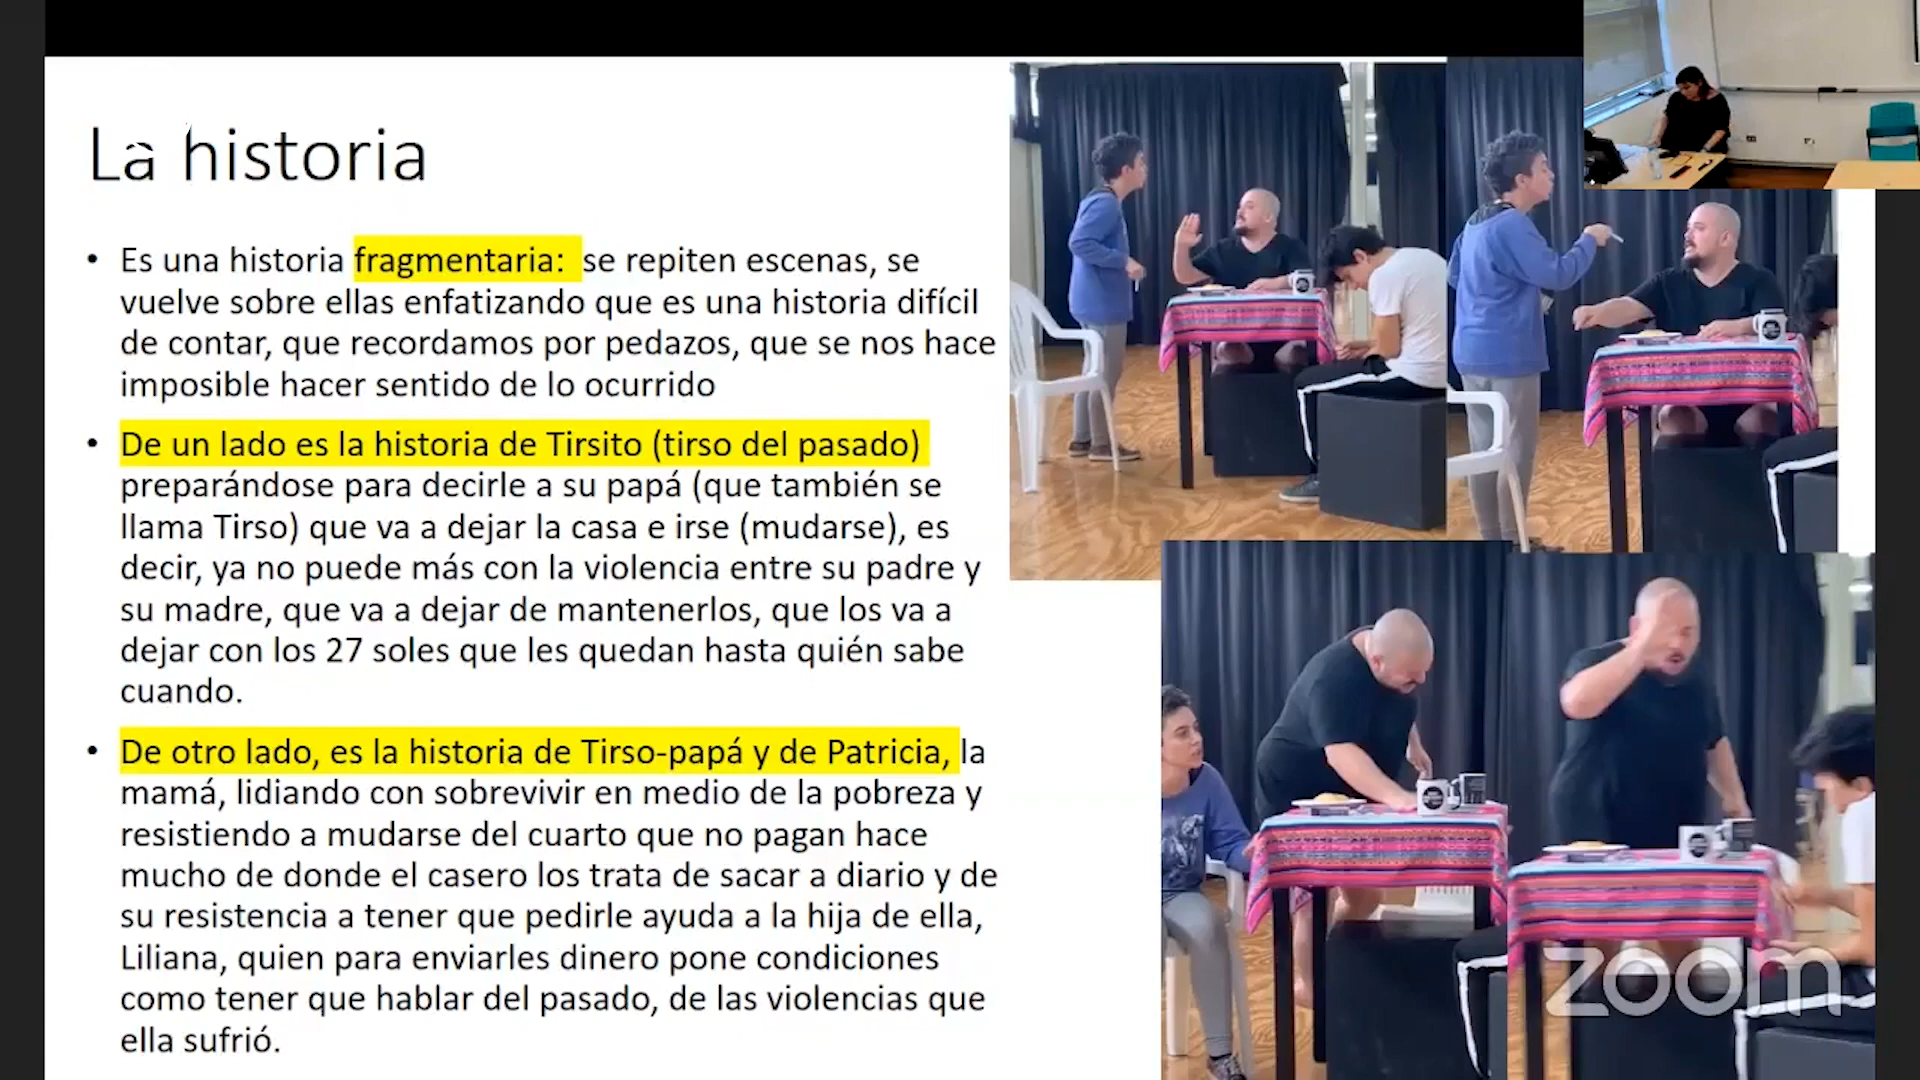 La historia
• Es una historia fragmentaria: se repiten escenas, se
vuelve sobre ellas enfatizando que es una historia difícil
de contar, que recordamos por pedazos, que se nos hace
imposible hacer sentido de lo ocurrido
• De un lado es la historia de Tirsito (tirso del pasado)
preparándose para decirle a su papá (que también se
llama Tirso) que va a dejar la casa e irse (mudarse), es
decir, ya no puede más con la violencia entre su padre y
su madre, que va a dejar de mantenerlos, que los va a
dejar con los 27 soles que les quedan hasta quién sabe
cuando.
• De otro lado, es la historia de Tirso-papá y de Patricia, la
mamá, lidiando con sobrevivir en medio de la pobreza y
resistiendo a mudarse del cuarto que no pagan hace
mucho de donde el casero los trata de sacar a diario y de
su resistencia a tener que pedirle ayuda a la hija de ella,
Liliana, quien para enviarles dinero pone condiciones
como tener que hablar del pasado, de las violencias que
ella sufrió.
zoom